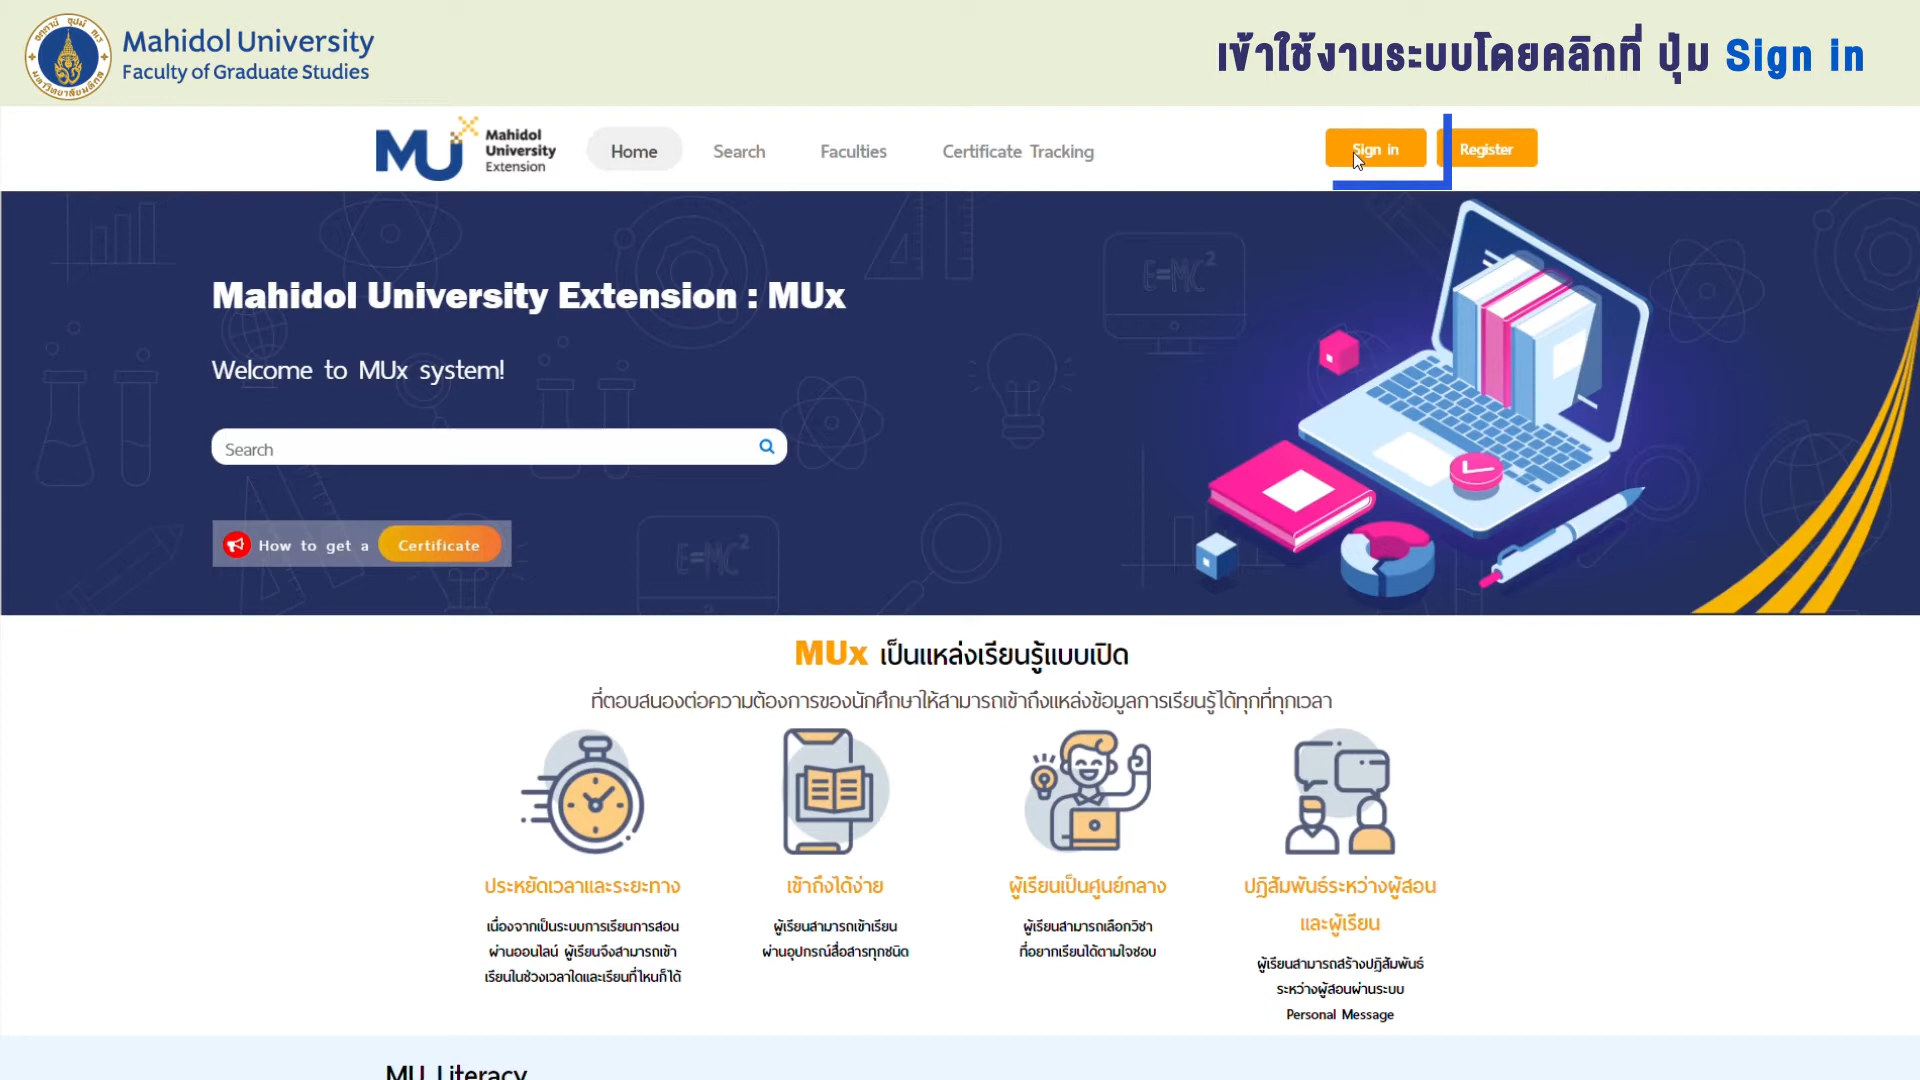 Mahidol University
Faculty of Graduate Studies
เข้าใช้งานระบบโดยคลิกที่ ปุ่ม Sign in
MU
Mahidol
University
Extension
Home
Search
Faculties
Certificate Tracking
Sign in
Register
Mahidol University Extension : MUx
Welcome to MUx system!
Search
How to get a Certificate
E=MC²
E=MC²
MUx เป็นแหล่งเรียนรู้แบบเปิด
ที่ตอบสนองต่อความต้องการของนักศึกษาให้สามารถเข้าถึงแหล่งข้อมูลการเรียนรู้ได้ทุกที่ทุกเวลา
ประหยัดเวลาและระยะทาง
เนื่องจากเป็นระบบการเรียนการสอน
ผ่านออนไลน์ ผู้เรียนจึงสามารถเข้า
เรียนในช่วงเวลาใดและเรียนที่ไหนก็ได้
เข้าถึงได้ง่าย
ผู้เรียนสามารถเข้าเรียน
ผ่านอุปกรณ์สื่อสารทุกชนิด
ผู้เรียนเป็นศูนย์กลาง
ผู้เรียนสามารถเลือกวิชา
ที่อยากเรียนได้ตามใจชอบ
ปฏิสัมพันธ์ระหว่างผู้สอน
และผู้เรียน
ผู้เรียนสามารถสร้างปฏิสัมพันธ์
ระหว่างผู้สอนผ่านระบบ
Personal Message
MU Literacy